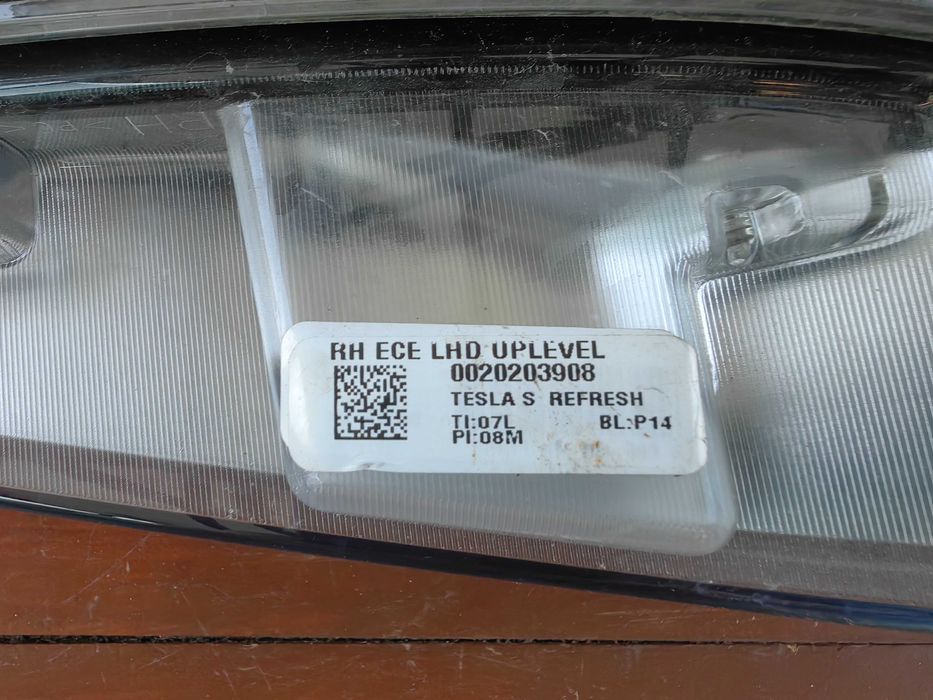 RH ECE LHD UPLEVEL
0020203908
TESLA S REFRESH
TI:07L BL:P14
PI:08M